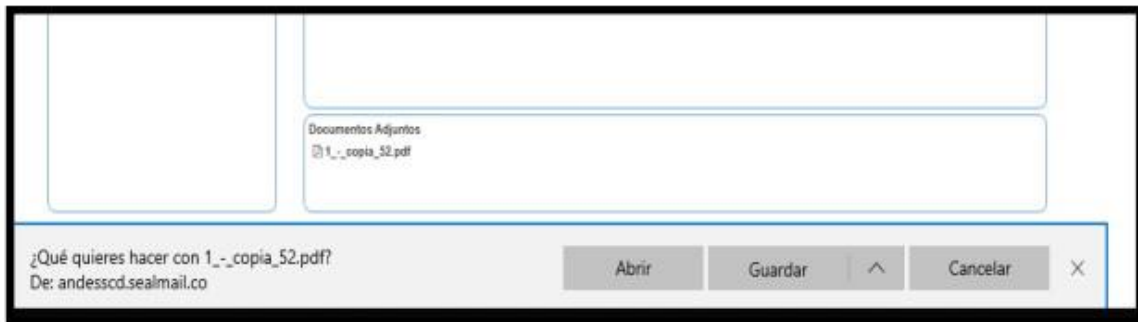 Documentos Adjuntos
1_-_copia_52.pdf
¿Qué quieres hacer con 1_-_copia_52.pdf?
De: andesscd.sealmail.co
Abrir
Guardar
Cancelar